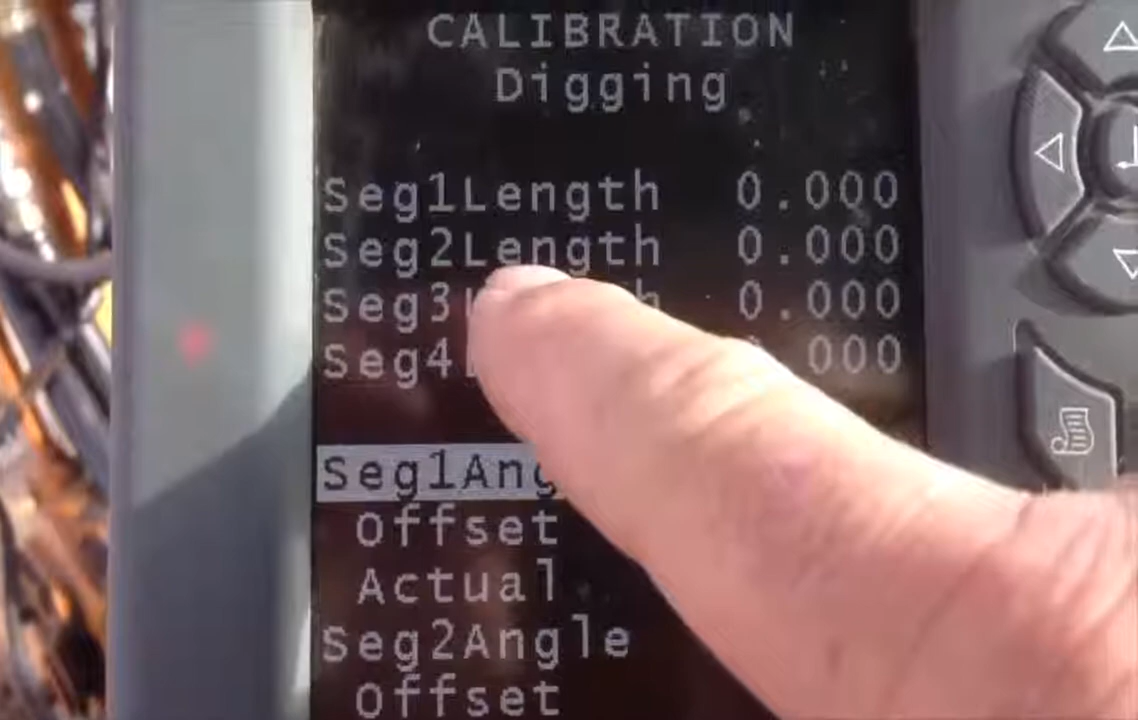 CALIBRATION
Digging
Seg1Length 0.000
Seg2Length 0.000
Seg3 0.000
Seg4 000
Seg1Ang
Offset
Actual
Seg2Angle
Offset